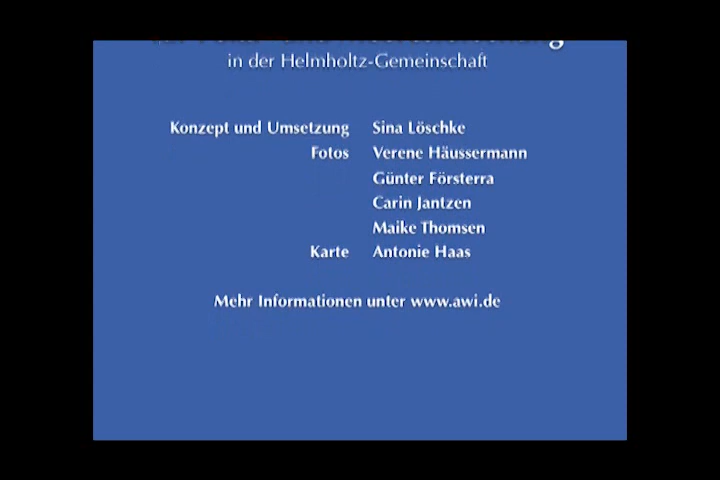 in der Helmholtz-Gemeinschaft
Konzept und Umsetzung Sina Löschke
Fotos Verene Häussermann
Günter Försterra
Carin Jantzen
Maike Thomsen
Karte Antonie Haas
Mehr Informationen unter www.awi.de